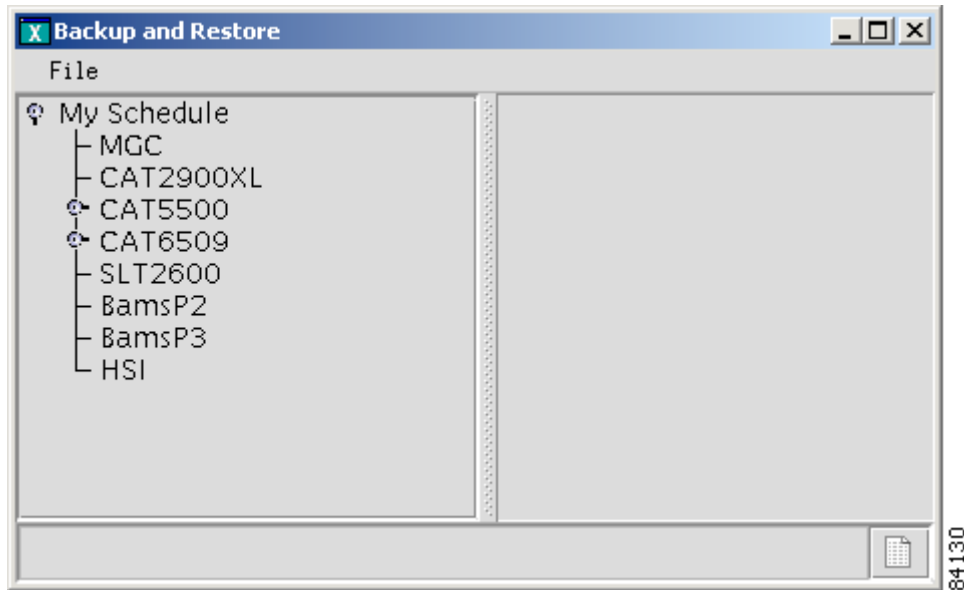 Backup and Restore
File
My Schedule
MGC
CAT2900XL
CAT5500
CAT6509
SLT2600
BamsP2
BamsP3
HSI
84130